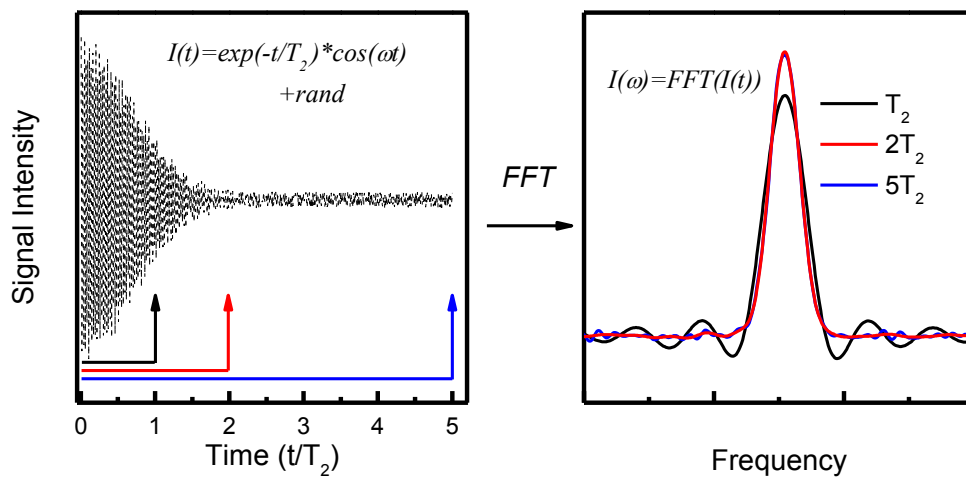 Signal Intensity
I(t)=exp(-t/T₂)*cos(ωt)
+rand
0 1 2 3 4 5
Time (t/T₂)
FFT
I(ω)=FFT(I(t))
T₂
2T₂
5T₂
Frequency